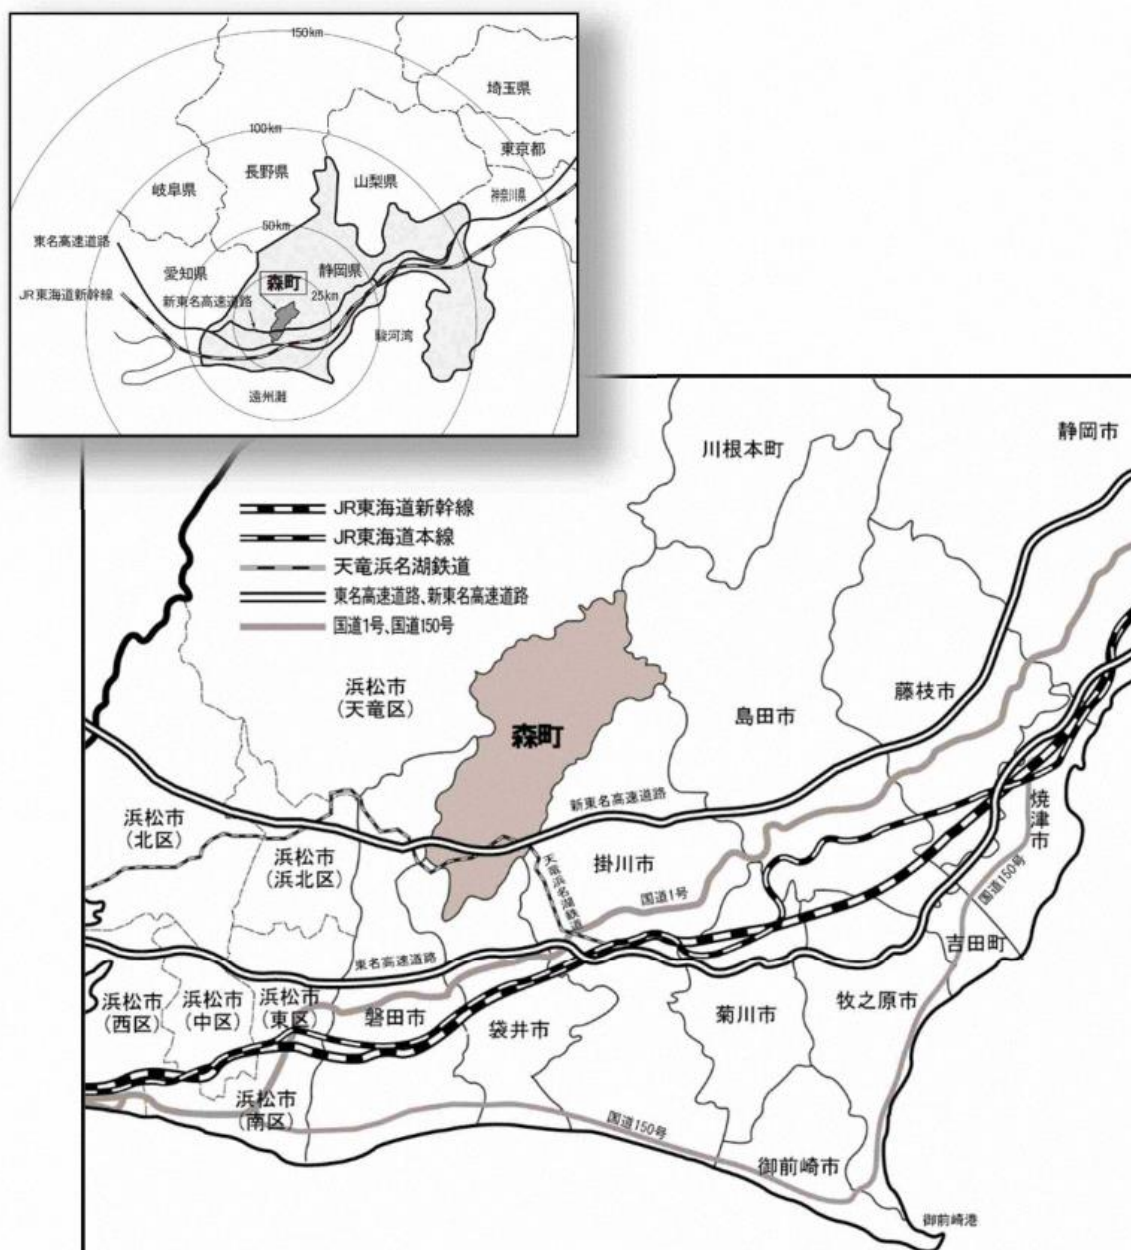 150km
埼玉県
100km
東京都
長野県
山梨県
岐阜県
神奈川県
50km
東名高速道路
愛知県
静岡県
森町
JR東海道新幹線
新東名高速道路
25km
駿河湾
遠州灘
川根本町
静岡市
JR東海道新幹線
JR東海道本線
天竜浜名湖鉄道
東名高速道路、新東名高速道路
国道1号、国道150号
浜松市
(天竜区)
藤枝市
島田市
森町
新東名高速道路
焼津市
浜松市
(北区)
浜松市
(浜北区)
掛川市
天竜浜名湖鉄道
国道1号
国道150号
吉田町
東名高速道路
浜松市
(西区)
浜松市
(中区)
浜松市
(東区)
磐田市
袋井市
菊川市
牧之原市
浜松市
(南区)
国道150号
御前崎市
御前崎港